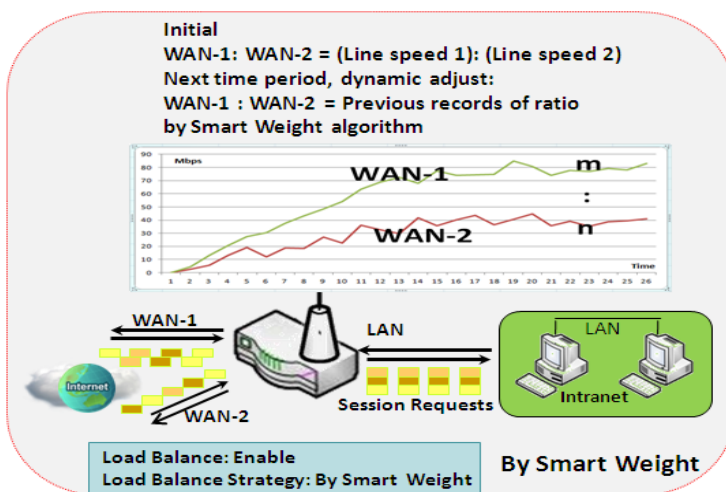 Initial
WAN-1: WAN-2 = (Line speed 1): (Line speed 2)
Next time period, dynamic adjust:
WAN-1 : WAN-2 = Previous records of ratio
by Smart Weight algorithm
90
80
70
60
50
40
30
20
10
0
Mbps
WAN-1
m
:
WAN-2
n
Time
1 2 3 4 5 6 7 8 9 10 11 12 13 14 15 16 17 18 19 20 21 22 23 24 25 26
WAN-1
LAN
LAN
Internet
Intranet
WAN-2
Session Requests
Load Balance: Enable
Load Balance Strategy: By Smart Weight
By Smart Weight